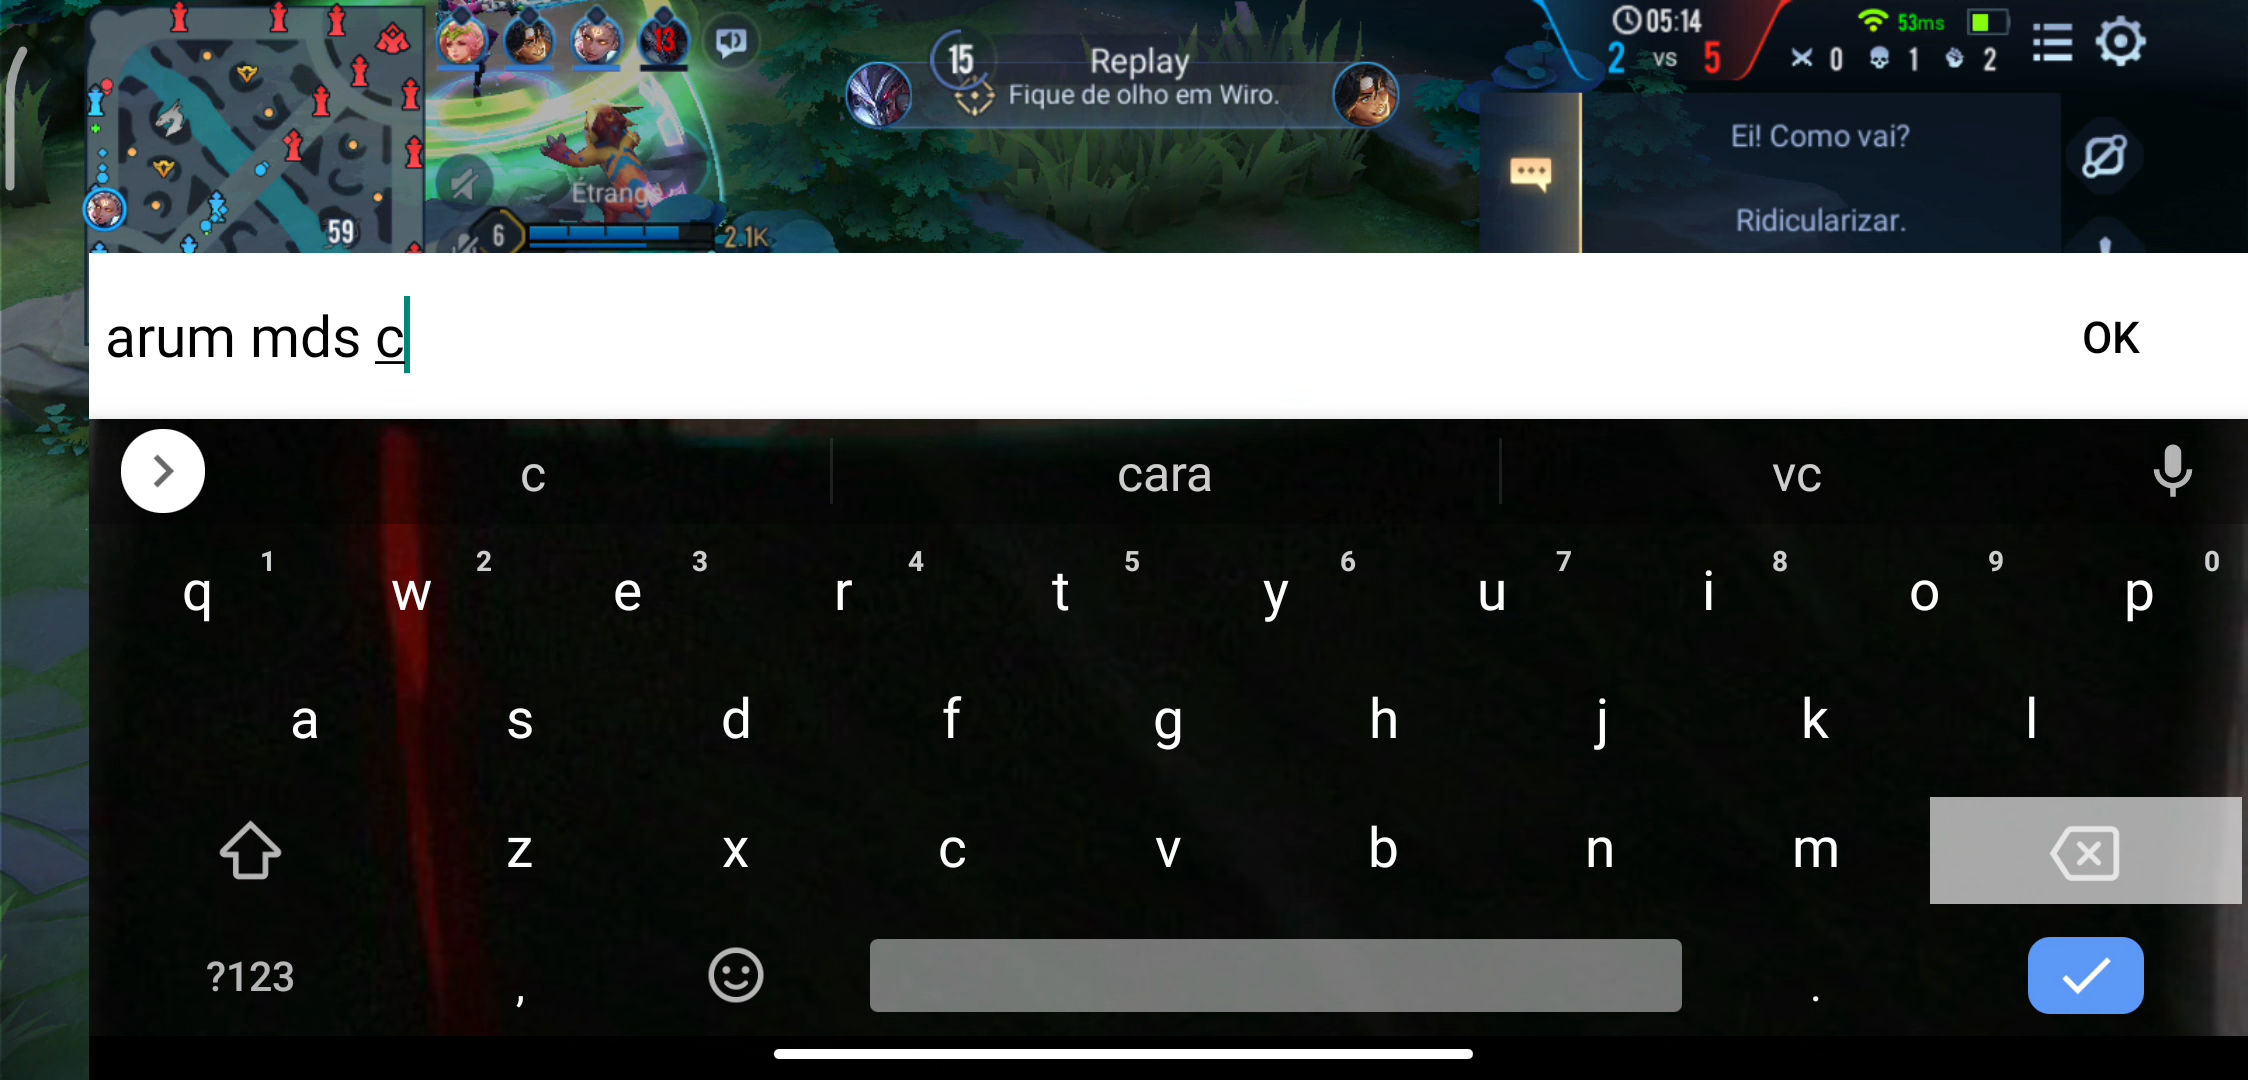 13
15
Replay
Fique de olho em Wiro.
05:14
2 vs 5
53ms
0 1 2
Ei! Como vai?
Ridicularizar.
59
Étrange
6
2.1K
arum mds c
OK
c cara vc
1 2 3 4 5 6 7 8 9 0
q w e r t y u i o p
a s d f g h j k l
z x c v b n m
?123 , .